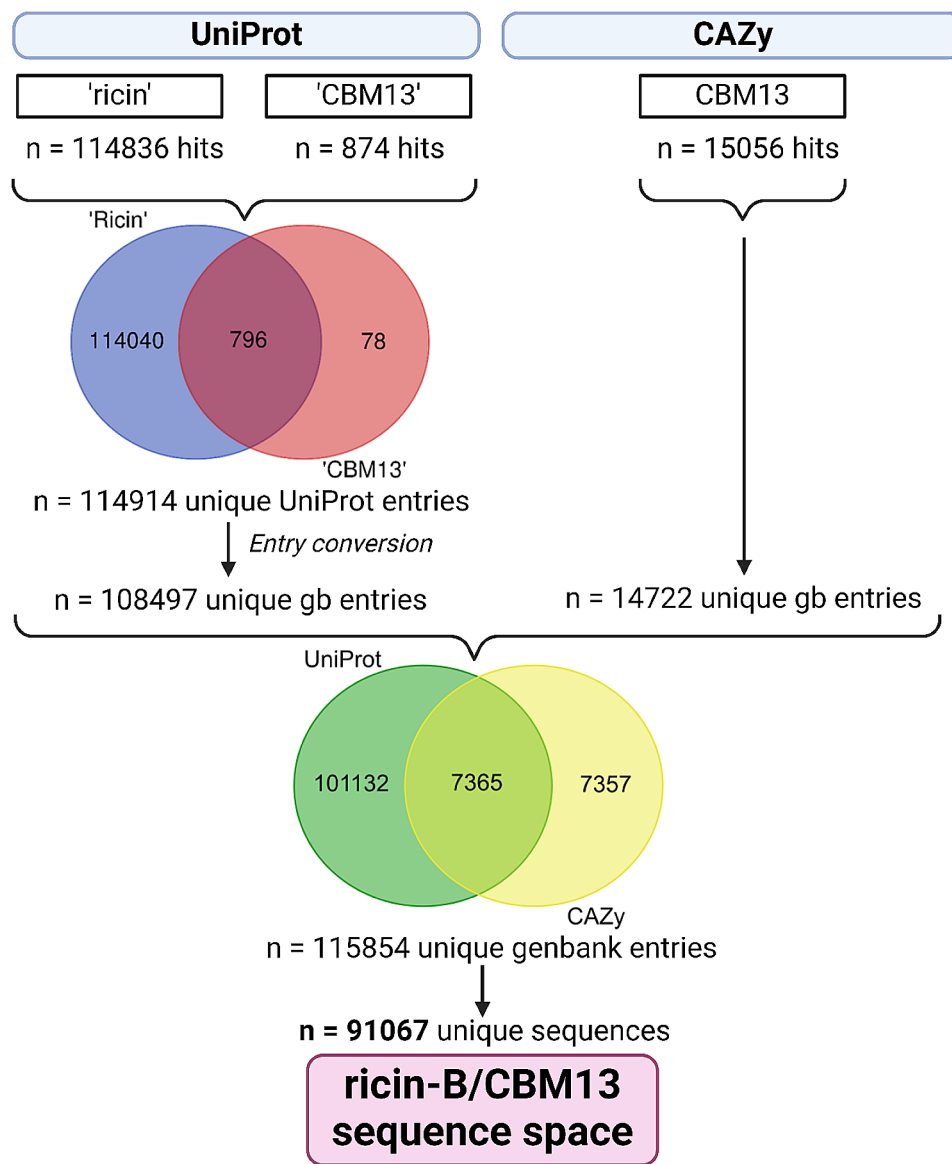 UniProt
CAZy
'ricin'
'CBM13'
CBM13
n = 114836 hits
n = 874 hits
n = 15056 hits
'Ricin'
114040
796
78
'CBM13'
n = 114914 unique UniProt entries
Entry conversion
n = 108497 unique gb entries
n = 14722 unique gb entries
UniProt
101132
7365
7357
CAZy
n = 115854 unique genbank entries
n = 91067 unique sequences
ricin-B/CBM13
sequence space